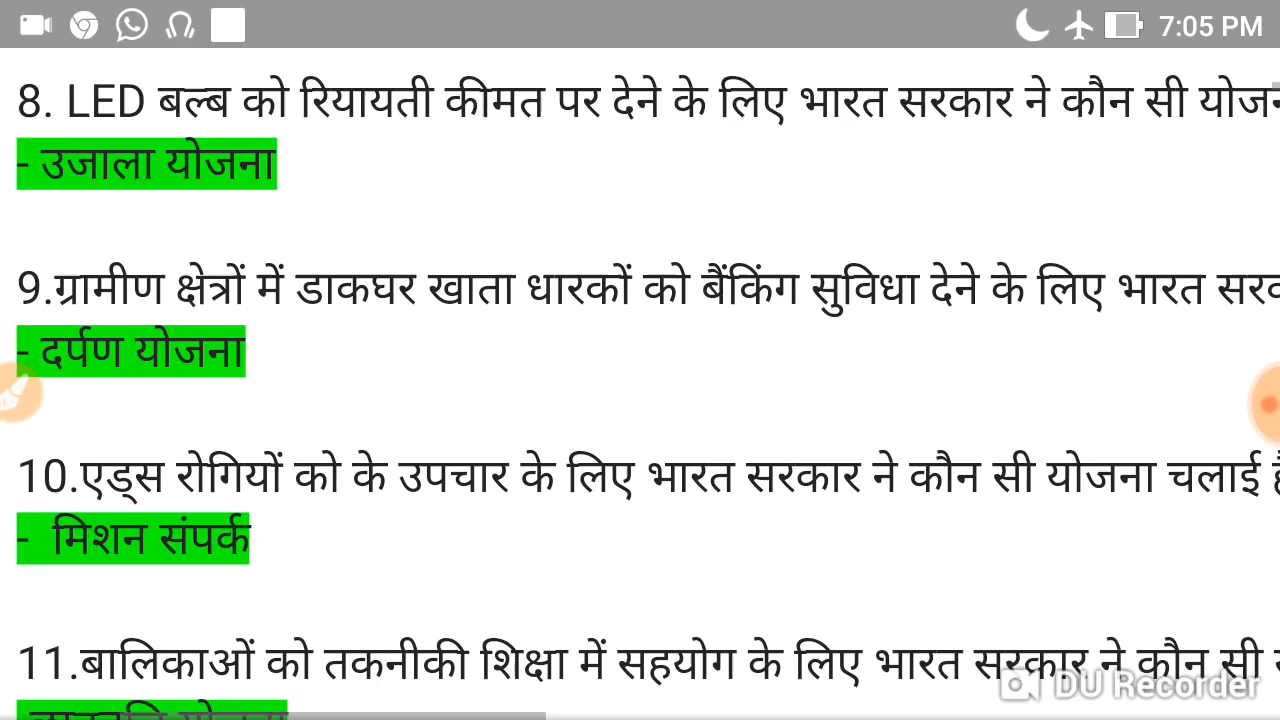 7:05 PM
8. LED बल्ब को रियायती कीमत पर देने के लिए भारत सरकार ने कौन सी
- उजाला योजना
9.ग्रामीण क्षेत्रों में डाकघर खाता धारकों को बैंकिंग सुविधा देने के लिए भारत
- दर्पण योजना
10.एड्स रोगियों को के उपचार के लिए भारत सरकार ने कौन सी योजना चलाई
- मिशन संपर्क
11.बालिकाओं को तकनीकी शिक्षा में सहयोग के लिए भारत सरकार ने कौन सी
योजना
DU Recorder